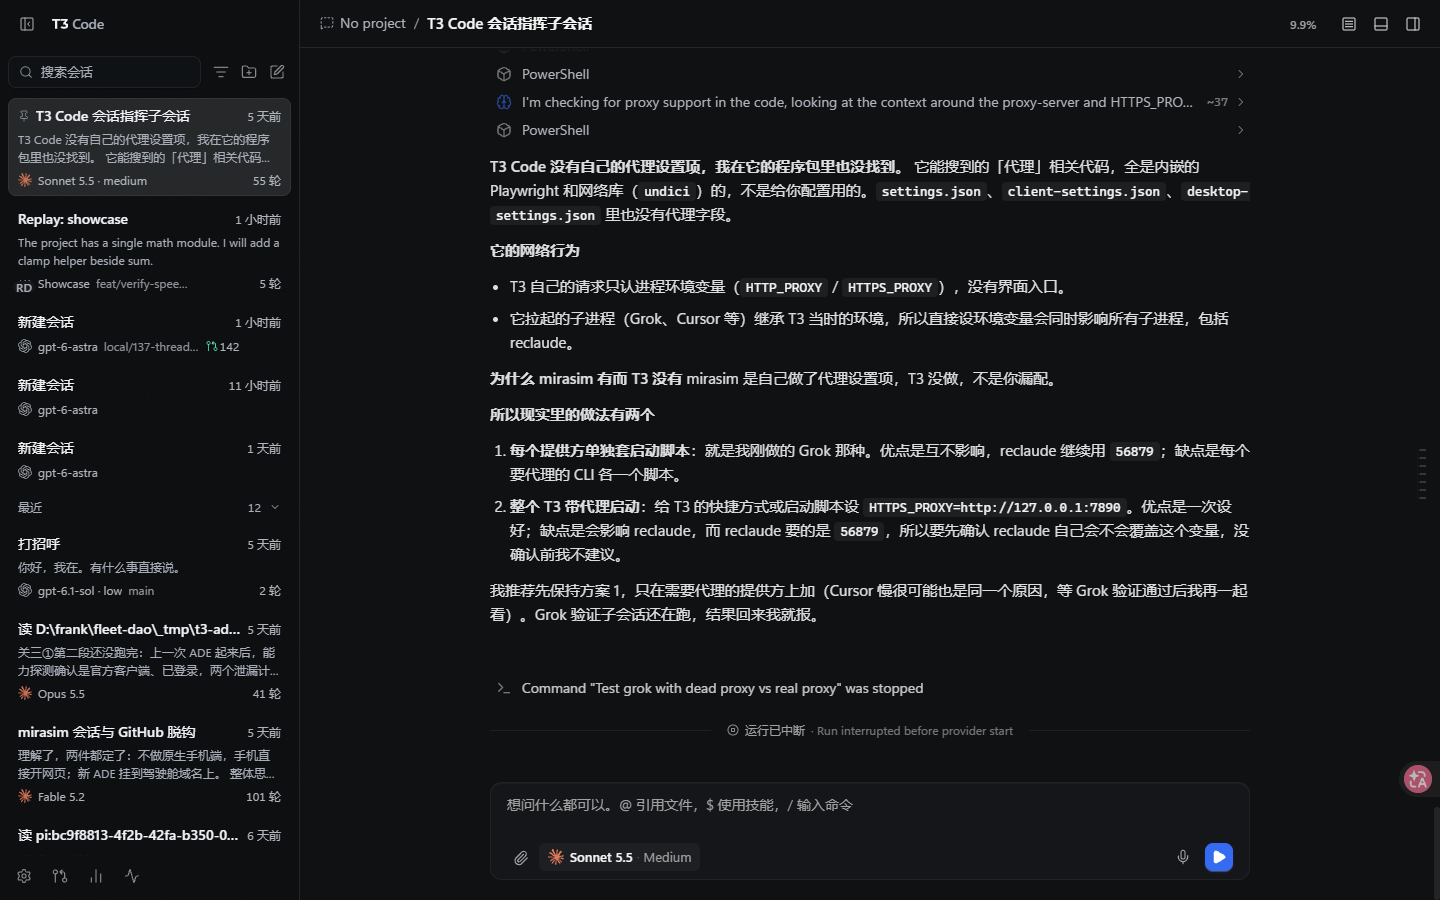 T3 Code
搜索会话
T3 Code 会话指挥子会话
5 天前
T3 Code 没有自己的代理设置项，我在它的程序
包里也没找到。 它能搜到的「代理」相关代码...
Sonnet 5.5 · medium
55 轮
Replay: showcase
1 小时前
The project has a single math module. I will add a
clamp helper beside sum.
RD
Showcase feat/verify-spee...
5 轮
新建会话
1 小时前
gpt-6-astra local/137-thread...
142
新建会话
11 小时前
gpt-6-astra
新建会话
1 天前
gpt-6-astra
最近
12
打招呼
5 天前
你好，我在。有什么事直接说。
gpt-6.1-sol · low main
2 轮
读 D:\frank\fleet-dao\_tmp\t3-ad...
5 天前
关三①第二段还没跑完：上一次 ADE 起来后，能
力探测确认是官方客户端、已登录，两个泄漏计...
Opus 5.5
41 轮
mirasim 会话与 GitHub 脱钩
5 天前
理解了，两件都定了：不做原生手机端，手机直
接开网页；新 ADE 挂到驾驶舱域名上。 整体思...
Fable 5.2
101 轮
读 pi:bc9f8813-4f2b-42fa-b350-0...
6 天前
No project / T3 Code 会话指挥子会话
9.9%
PowerShell
I'm checking for proxy support in the code, looking at the context around the proxy-server and HTTPS_PRO...
~37
PowerShell
T3 Code 没有自己的代理设置项，我在它的程序包里也没找到。 它能搜到的「代理」相关代码，全是内嵌的
Playwright 和网络库（ undici ）的，不是给你配置用的。 settings.json 、 client-settings.json 、 desktop-
settings.json 里也没有代理字段。
它的网络行为
• T3 自己的请求只认进程环境变量（ HTTP_PROXY / HTTPS_PROXY ），没有界面入口。
• 它拉起的子进程（Grok、Cursor 等）继承 T3 当时的环境，所以直接设环境变量会同时影响所有子进程，包括
reclaude。
为什么 mirasim 有而 T3 没有 mirasim 是自己做了代理设置项，T3 没做，不是你漏配。
所以现实里的做法有两个
1. 每个提供方单独套启动脚本：就是我刚做的 Grok 那种。优点是互不影响，reclaude 继续用 56879 ；缺点是每个
要代理的 CLI 各一个脚本。
2. 整个 T3 带代理启动：给 T3 的快捷方式或启动脚本设 HTTPS_PROXY=http://127.0.0.1:7890 。优点是一次设
好；缺点是会影响 reclaude，而 reclaude 要的是 56879 ，所以要先确认 reclaude 自己会不会覆盖这个变量，没
确认前我不建议。
我推荐先保持方案 1，只在需要代理的提供方上加（Cursor 慢很可能也是同一个原因，等 Grok 验证通过后我再一起
看）。Grok 验证子会话还在跑，结果回来我就报。
Command "Test grok with dead proxy vs real proxy" was stopped
运行已中断 · Run interrupted before provider start
想问什么都可以。@ 引用文件，$ 使用技能，/ 输入命令
Sonnet 5.5 · Medium